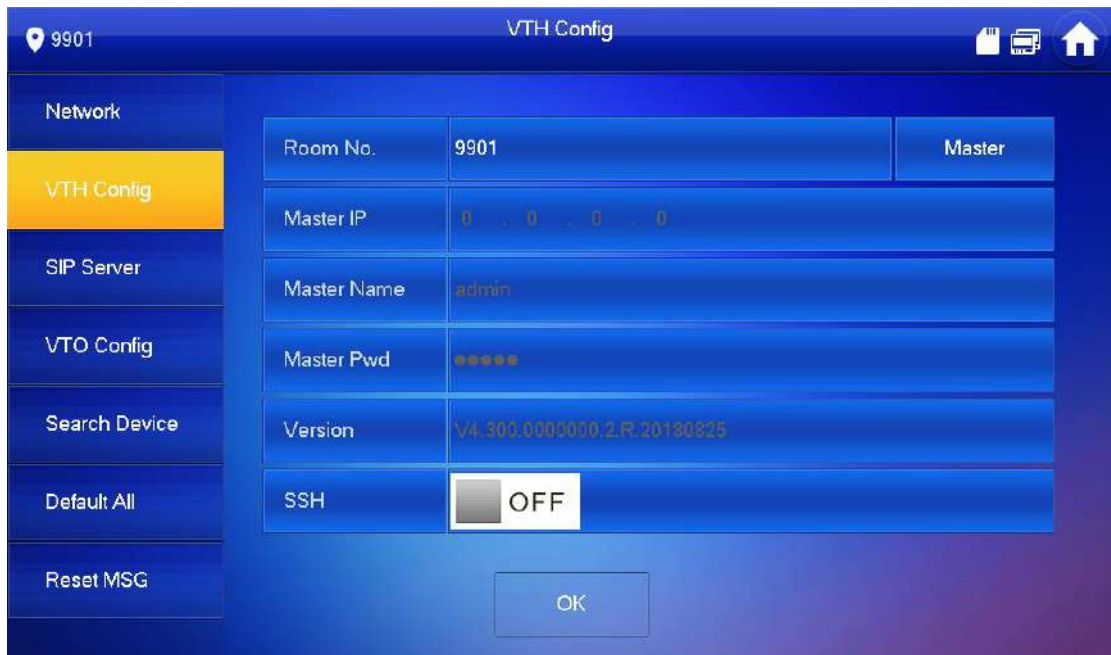 9901
VTH Config
Network
VTH Config
SIP Server
VTO Config
Search Device
Default All
Reset MSG
Room No. 9901 Master
Master IP 0 . 0 . 0 . 0
Master Name admin
Master Pwd ●●●●●
Version V4.300.0000000.2.R.20180825
SSH OFF
OK